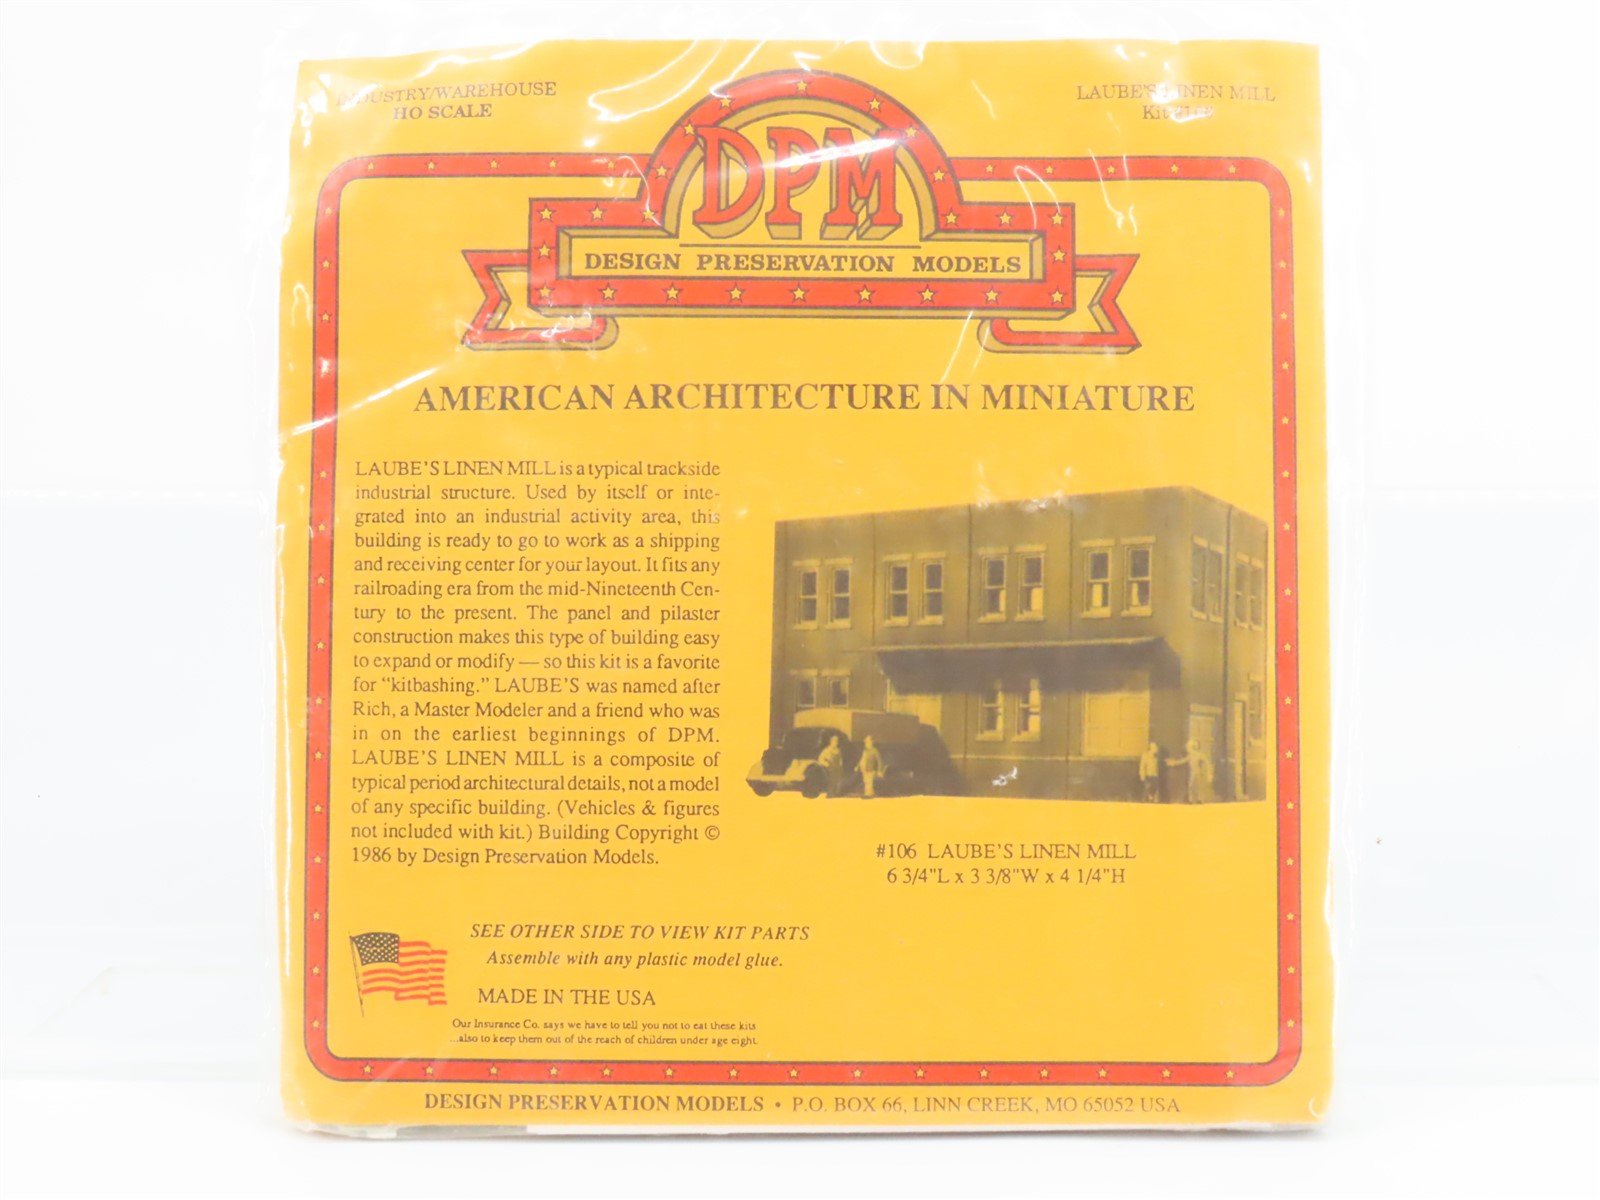 INDUSTRY/WAREHOUSE
HO SCALE
LAUBE'S LINEN MILL
Kit
DPM
DESIGN PRESERVATION MODELS
AMERICAN ARCHITECTURE IN MINIATURE
LAUBE'S LINEN MILL is a typical trackside
industrial structure. Used by itself or inte-
grated into an industrial activity area, this
building is ready to go to work as a shipping
and receiving center for your layout. It fits any
railroading era from the mid-Nineteenth Cen-
tury to the present. The panel and pilaster
construction makes this type of building easy
to expand or modify — so this kit is a favorite
for "kitbashing." LAUBE'S was named after
Rich, a Master Modeler and a friend who was
in on the earliest beginnings of DPM.
LAUBE'S LINEN MILL is a composite of
typical period architectural details, not a model
of any specific building. (Vehicles & figures
not included with kit.) Building Copyright ©
1986 by Design Preservation Models.
#106 LAUBE'S LINEN MILL
6 3/4"L x 3 3/8"W x 4 1/4"H
SEE OTHER SIDE TO VIEW KIT PARTS
Assemble with any plastic model glue.
MADE IN THE USA
Our Insurance Co. says we have to tell you not to eat these kits
...also to keep them out of the reach of children under age eight.
DESIGN PRESERVATION MODELS • P.O. BOX 66, LINN CREEK, MO 65052 USA